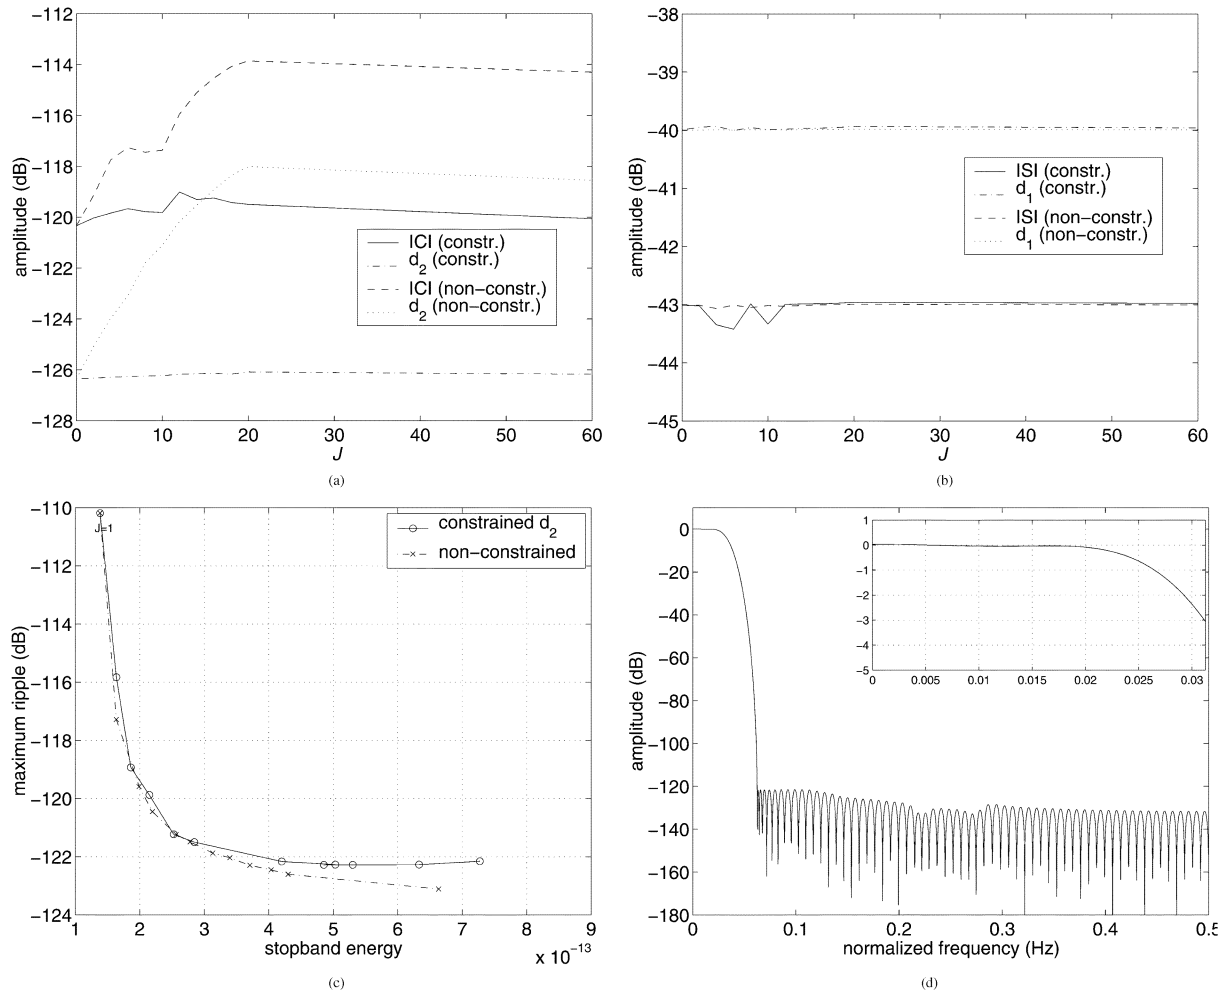 −112
−114
−116
−118
−120
−122
−124
−126
−128
amplitude (dB)
ICI (constr.)
d2 (constr.)
ICI (non−constr.)
d2 (non−constr.)
0 10 20 30 40 50 60
J
(a)
−38
−39
−40
−41
−42
−43
−44
−45
amplitude (dB)
ISI (constr.)
d1 (constr.)
ISI (non−constr.)
d1 (non−constr.)
0 10 20 30 40 50 60
J
(b)
−110
−112
−114
−116
−118
−120
−122
−124
maximum ripple (dB)
J=1
constrained d2
non−constrained
1 2 3 4 5 6 7 8 9
stopband energy
x 10−13
(c)
0
−20
−40
−60
−80
−100
−120
−140
−160
−180
amplitude (dB)
1
0
−1
−2
−3
−4
−5
0 0.005 0.01 0.015 0.02 0.025 0.03
0 0.1 0.2 0.3 0.4 0.5
normalized frequency (Hz)
(d)